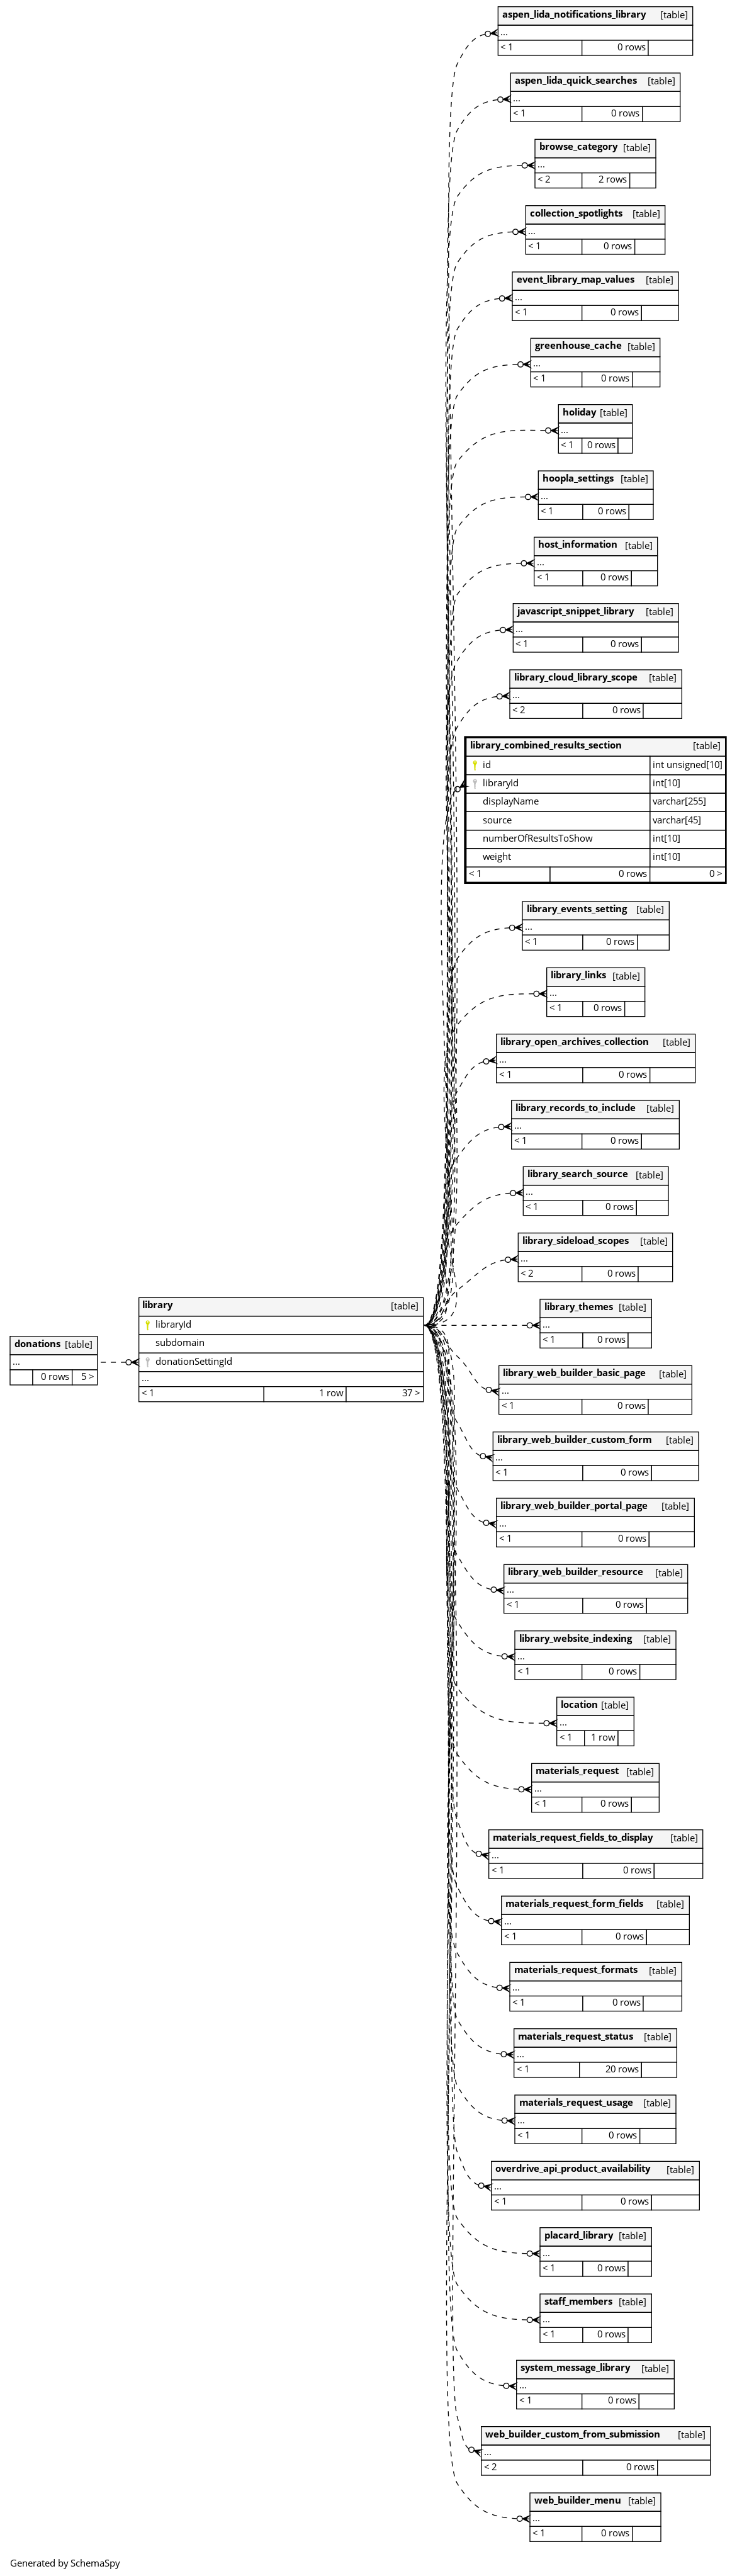 aspen_lida_notifications_library [table]
...
< 1 0 rows
aspen_lida_quick_searches [table]
...
< 1 0 rows
browse_category [table]
...
< 2 2 rows
collection_spotlights [table]
...
< 1 0 rows
event_library_map_values [table]
...
< 1 0 rows
greenhouse_cache [table]
...
< 1 0 rows
holiday [table]
...
< 1 0 rows
hoopla_settings [table]
...
< 1 0 rows
host_information [table]
...
< 1 0 rows
javascript_snippet_library [table]
...
< 1 0 rows
library_cloud_library_scope [table]
...
< 2 0 rows
library_combined_results_section [table]
id int unsigned[10]
libraryId int[10]
displayName varchar[255]
source varchar[45]
numberOfResultsToShow int[10]
weight int[10]
< 1 0 rows 0 >
library_events_setting [table]
...
< 1 0 rows
library_links [table]
...
< 1 0 rows
library_open_archives_collection [table]
...
< 1 0 rows
library_records_to_include [table]
...
< 1 0 rows
library_search_source [table]
...
< 1 0 rows
library_sideload_scopes [table]
...
< 2 0 rows
library_themes [table]
...
< 1 0 rows
library [table]
libraryId
subdomain
donationSettingId
...
< 1 1 row 37 >
donations [table]
...
0 rows 5 >
library_web_builder_basic_page [table]
...
< 1 0 rows
library_web_builder_custom_form [table]
...
< 1 0 rows
library_web_builder_portal_page [table]
...
< 1 0 rows
library_web_builder_resource [table]
...
< 1 0 rows
library_website_indexing [table]
...
< 1 0 rows
location [table]
...
< 1 1 row
materials_request [table]
...
< 1 0 rows
materials_request_fields_to_display [table]
...
< 1 0 rows
materials_request_form_fields [table]
...
< 1 0 rows
materials_request_formats [table]
...
< 1 0 rows
materials_request_status [table]
...
< 1 20 rows
materials_request_usage [table]
...
< 1 0 rows
overdrive_api_product_availability [table]
...
< 1 0 rows
placard_library [table]
...
< 1 0 rows
staff_members [table]
...
< 1 0 rows
system_message_library [table]
...
< 1 0 rows
web_builder_custom_from_submission [table]
...
< 2 0 rows
web_builder_menu [table]
...
< 1 0 rows
Generated by SchemaSpy